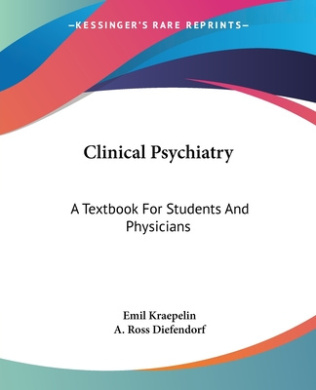 KESSINGER'S RARE REPRINTS
Clinical Psychiatry
A Textbook For Students And
Physicians
Emil Kraepelin
A. Ross Diefendorf